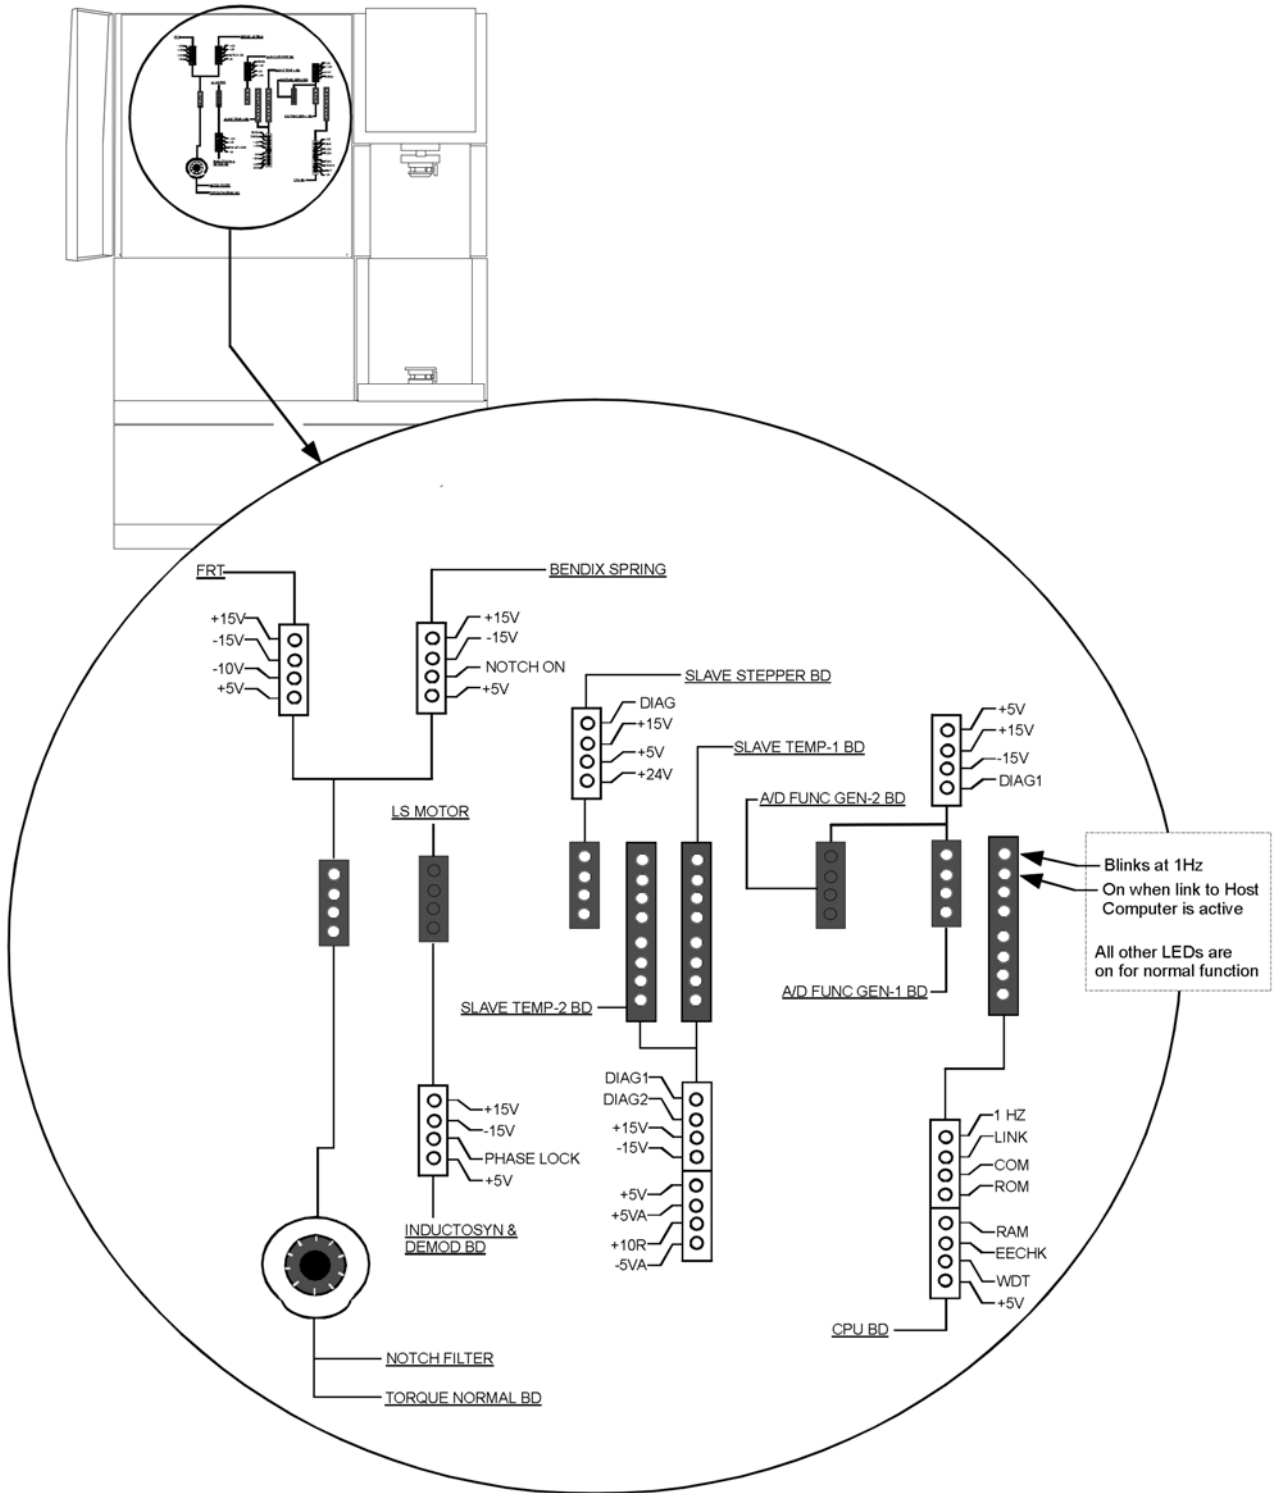 FRT
BENDIX SPRING
+15V
-15V
-10V
+5V
+15V
-15V
NOTCH ON
+5V
SLAVE STEPPER BD
DIAG
+15V
+5V
+24V
SLAVE TEMP-1 BD
A/D FUNC GEN-2 BD
+5V
+15V
-15V
DIAG1
LS MOTOR
Blinks at 1Hz
On when link to Host
Computer is active
All other LEDs are
on for normal function
A/D FUNC GEN-1 BD
SLAVE TEMP-2 BD
+15V
-15V
PHASE LOCK
+5V
INDUCTOSYN &
DEMOD BD
DIAG1
DIAG2
+15V
-15V
+5V
+5VA
+10R
-5VA
1 HZ
LINK
COM
ROM
RAM
EECHK
WDT
+5V
CPU BD
NOTCH FILTER
TORQUE NORMAL BD